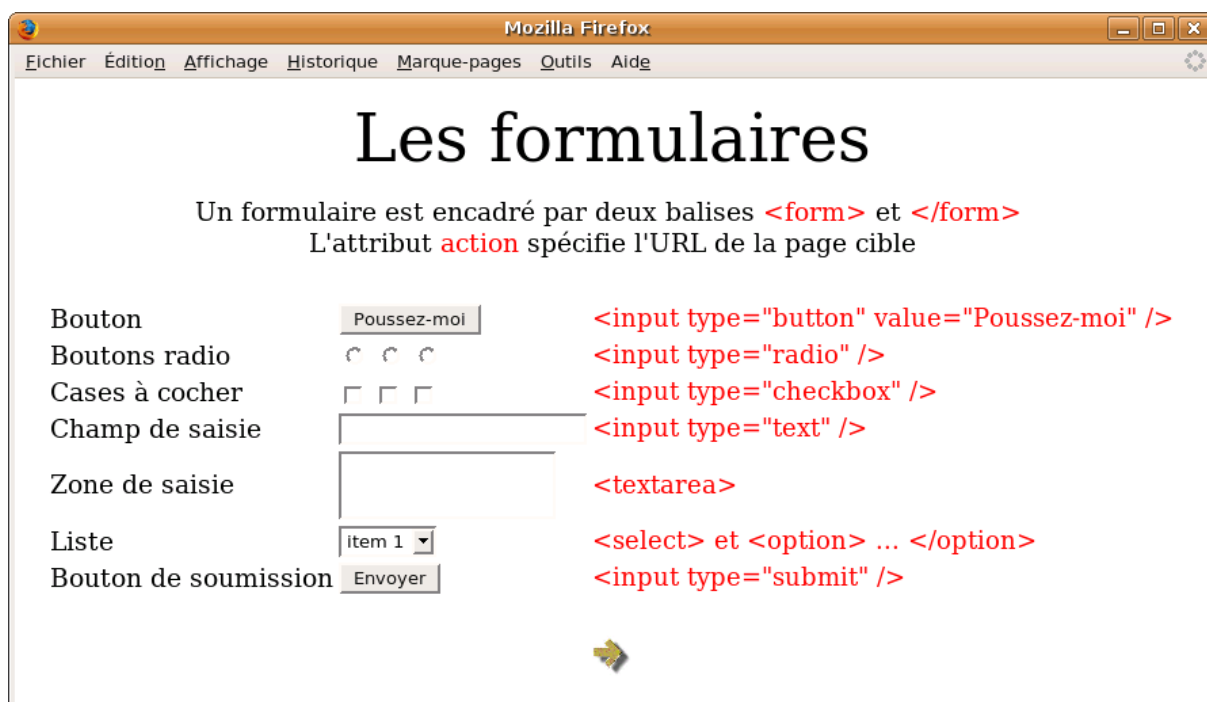 Mozilla Firefox
Fichier Édition Affichage Historique Marque-pages Outils Aide
Les formulaires
Un formulaire est encadré par deux balises <form> et </form>
L'attribut action spécifie l'URL de la page cible
Bouton Poussez-moi <input type="button" value="Poussez-moi" />
Boutons radio <input type="radio" />
Cases à cocher <input type="checkbox" />
Champ de saisie <input type="text" />
Zone de saisie <textarea>
Liste item 1 <select> et <option> ... </option>
Bouton de soumission Envoyer <input type="submit" />